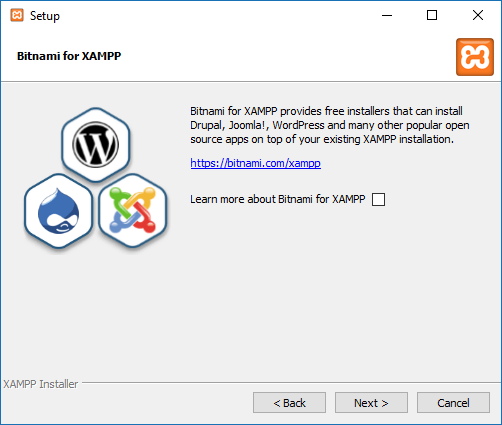 Setup
Bitnami for XAMPP
Bitnami for XAMPP provides free installers that can install
Drupal, Joomla!, WordPress and many other popular open
source apps on top of your existing XAMPP installation.
https://bitnami.com/xampp
Learn more about Bitnami for XAMPP
XAMPP Installer
< Back
Next >
Cancel